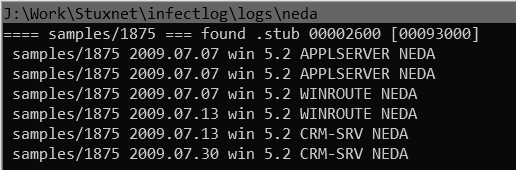 J:\Work\Stuxnet\infectlog\logs\neda
==== samples/1875 === found .stub 00002600 [00093000]
samples/1875 2009.07.07 win 5.2 APPLSERVER NEDA
samples/1875 2009.07.07 win 5.2 APPLSERVER NEDA
samples/1875 2009.07.07 win 5.2 WINROUTE NEDA
samples/1875 2009.07.13 win 5.2 WINROUTE NEDA
samples/1875 2009.07.13 win 5.2 CRM-SRV NEDA
samples/1875 2009.07.30 win 5.2 CRM-SRV NEDA